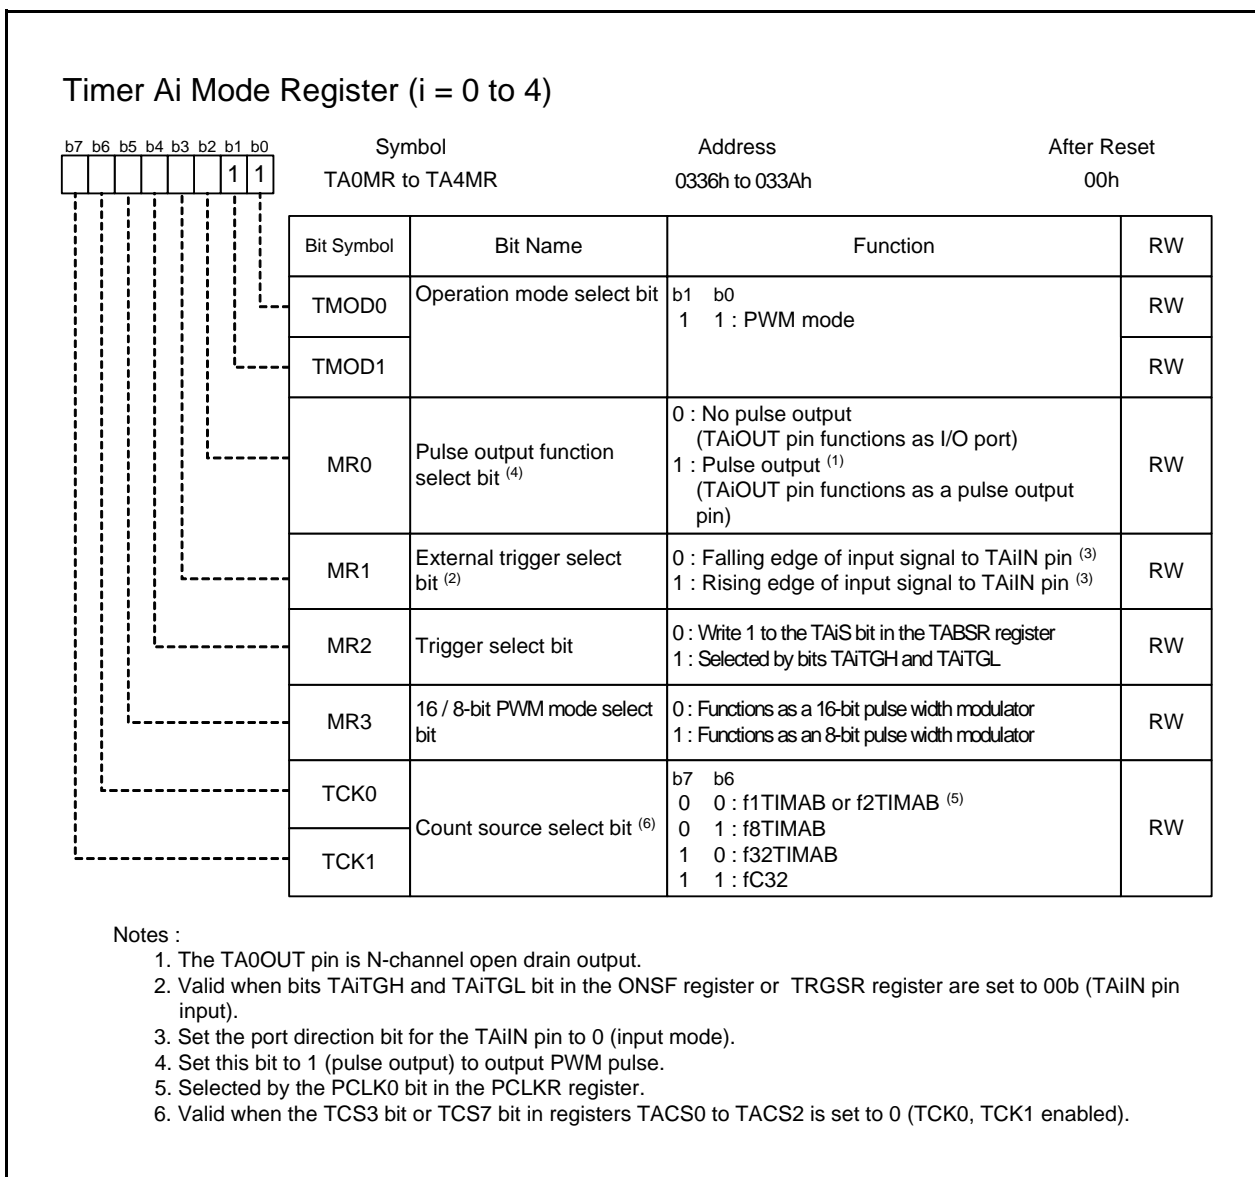 Timer Ai Mode Register (i = 0 to 4)
b7 b6 b5 b4 b3 b2 b1 b0
1 1
Symbol Address After Reset
TA0MR to TA4MR 0336h to 033Ah 00h
Bit Symbol Bit Name Function RW
TMOD0 Operation mode select bit b1 b0 RW
1 1 : PWM mode
TMOD1 RW
MR0 Pulse output function RW
select bit (4)
0 : No pulse output
(TAiOUT pin functions as I/O port)
1 : Pulse output (1)
(TAiOUT pin functions as a pulse output
pin)
MR1 External trigger select RW
bit (2)
0 : Falling edge of input signal to TAiIN pin (3)
1 : Rising edge of input signal to TAiIN pin (3)
MR2 Trigger select bit RW
0 : Write 1 to the TAiS bit in the TABSR register
1 : Selected by bits TAiTGH and TAiTGL
MR3 16 / 8-bit PWM mode select RW
bit
0 : Functions as a 16-bit pulse width modulator
1 : Functions as an 8-bit pulse width modulator
TCK0
TCK1
Count source select bit (6) RW
b7 b6
0 0 : f1TIMAB or f2TIMAB (5)
0 1 : f8TIMAB
1 0 : f32TIMAB
1 1 : fC32
Notes :
1. The TA0OUT pin is N-channel open drain output.
2. Valid when bits TAiTGH and TAiTGL bit in the ONSF register or TRGSR register are set to 00b (TAiIN pin
input).
3. Set the port direction bit for the TAiIN pin to 0 (input mode).
4. Set this bit to 1 (pulse output) to output PWM pulse.
5. Selected by the PCLK0 bit in the PCLKR register.
6. Valid when the TCS3 bit or TCS7 bit in registers TACS0 to TACS2 is set to 0 (TCK0, TCK1 enabled).